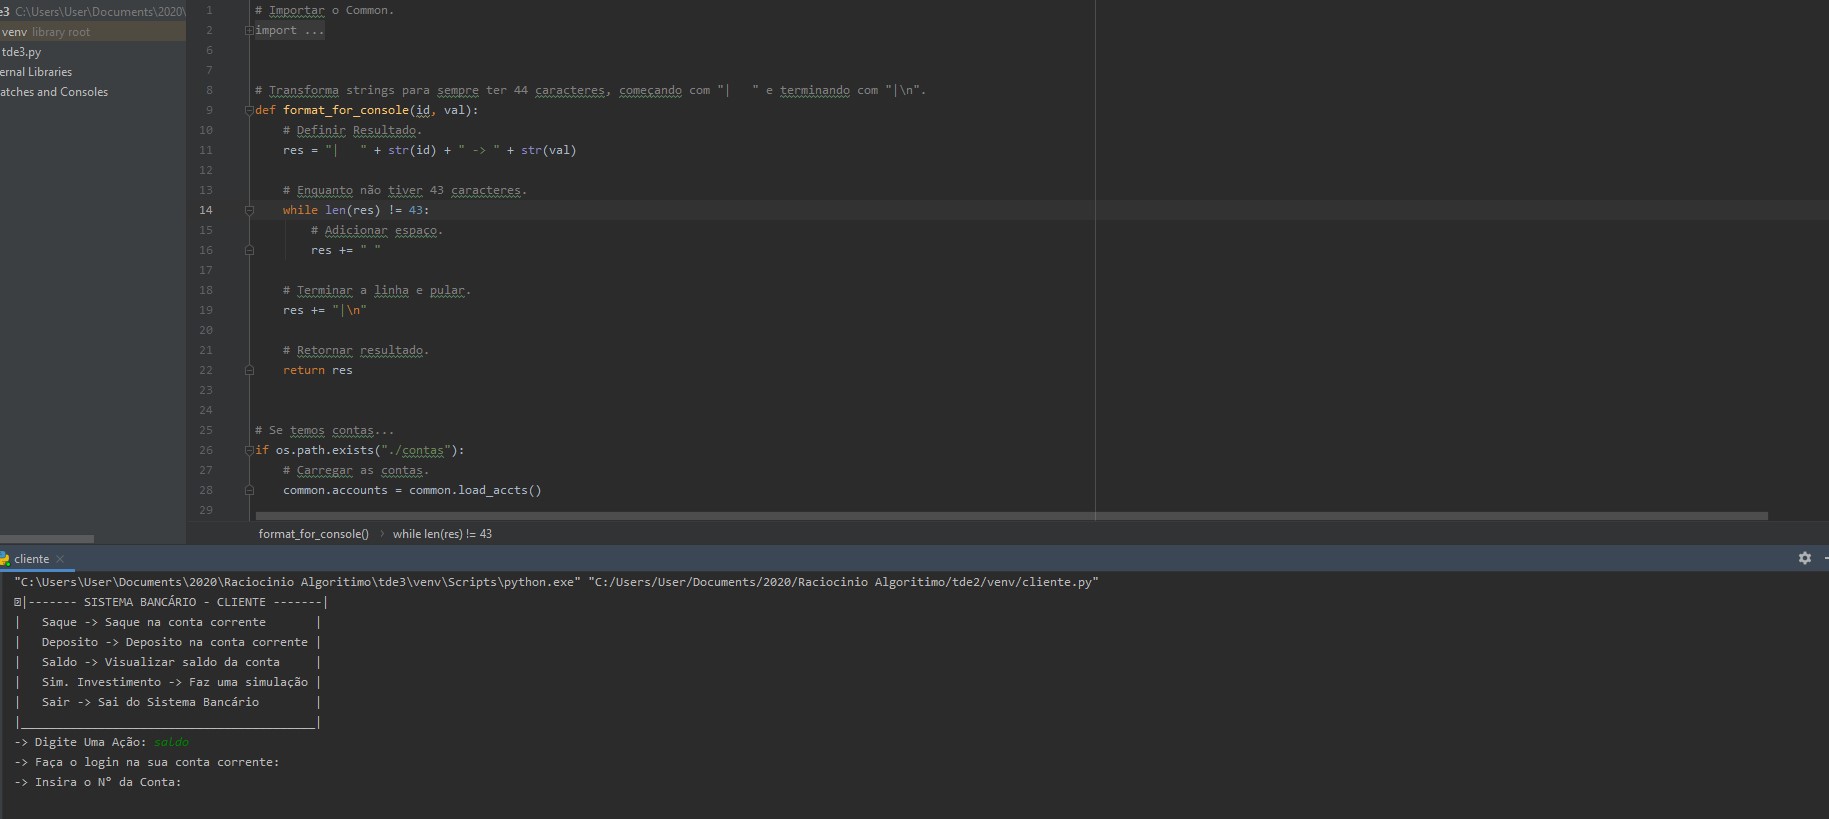 e3 C:\Users\User\Documents\2020\
venv library root
tde3.py
ernal Libraries
atches and Consoles
1 # Importar o Common.
2 import ...
6
7
8 # Transforma strings para sempre ter 44 caracteres, começando com "|   " e terminando com "|\n".
9 def format_for_console(id, val):
10     # Definir Resultado.
11     res = "|   " + str(id) + " -> " + str(val)
12
13     # Enquanto não tiver 43 caracteres.
14     while len(res) != 43:
15         # Adicionar espaço.
16         res += " "
17
18     # Terminar a linha e pular.
19     res += "|\n"
20
21     # Retornar resultado.
22     return res
23
24
25 # Se temos contas...
26 if os.path.exists("./contas"):
27     # Carregar as contas.
28     common.accounts = common.load_accts()
29
format_for_console() › while len(res) != 43
cliente
"C:\Users\User\Documents\2020\Raciocinio Algoritimo\tde3\venv\Scripts\python.exe" "C:/Users/User/Documents/2020/Raciocinio Algoritimo/tde2/venv/cliente.py"
|------- SISTEMA BANCÁRIO - CLIENTE -------|
|   Saque -> Saque na conta corrente       |
|   Deposito -> Deposito na conta corrente |
|   Saldo -> Visualizar saldo da conta     |
|   Sim. Investimento -> Faz uma simulação |
|   Sair -> Sai do Sistema Bancário        |
|__________________________________________|
-> Digite Uma Ação: saldo
-> Faça o login na sua conta corrente:
-> Insira o Nº da Conta: